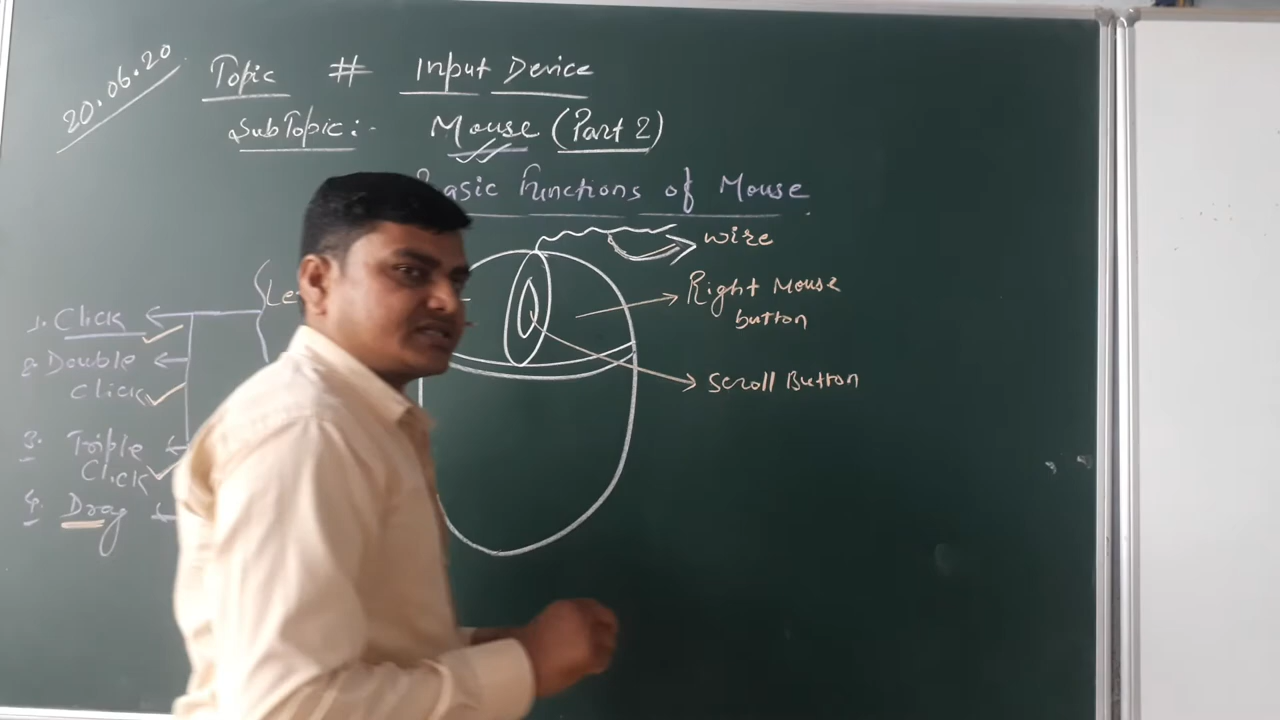 20.06.20
Topic # Input Device
SubTopic:- Mouse (Part 2)
Basic Functions of Mouse
wire
Right Mouse
button
Scroll Button
1. Click
2. Double
Click
3. Triple
Click
4. Drag